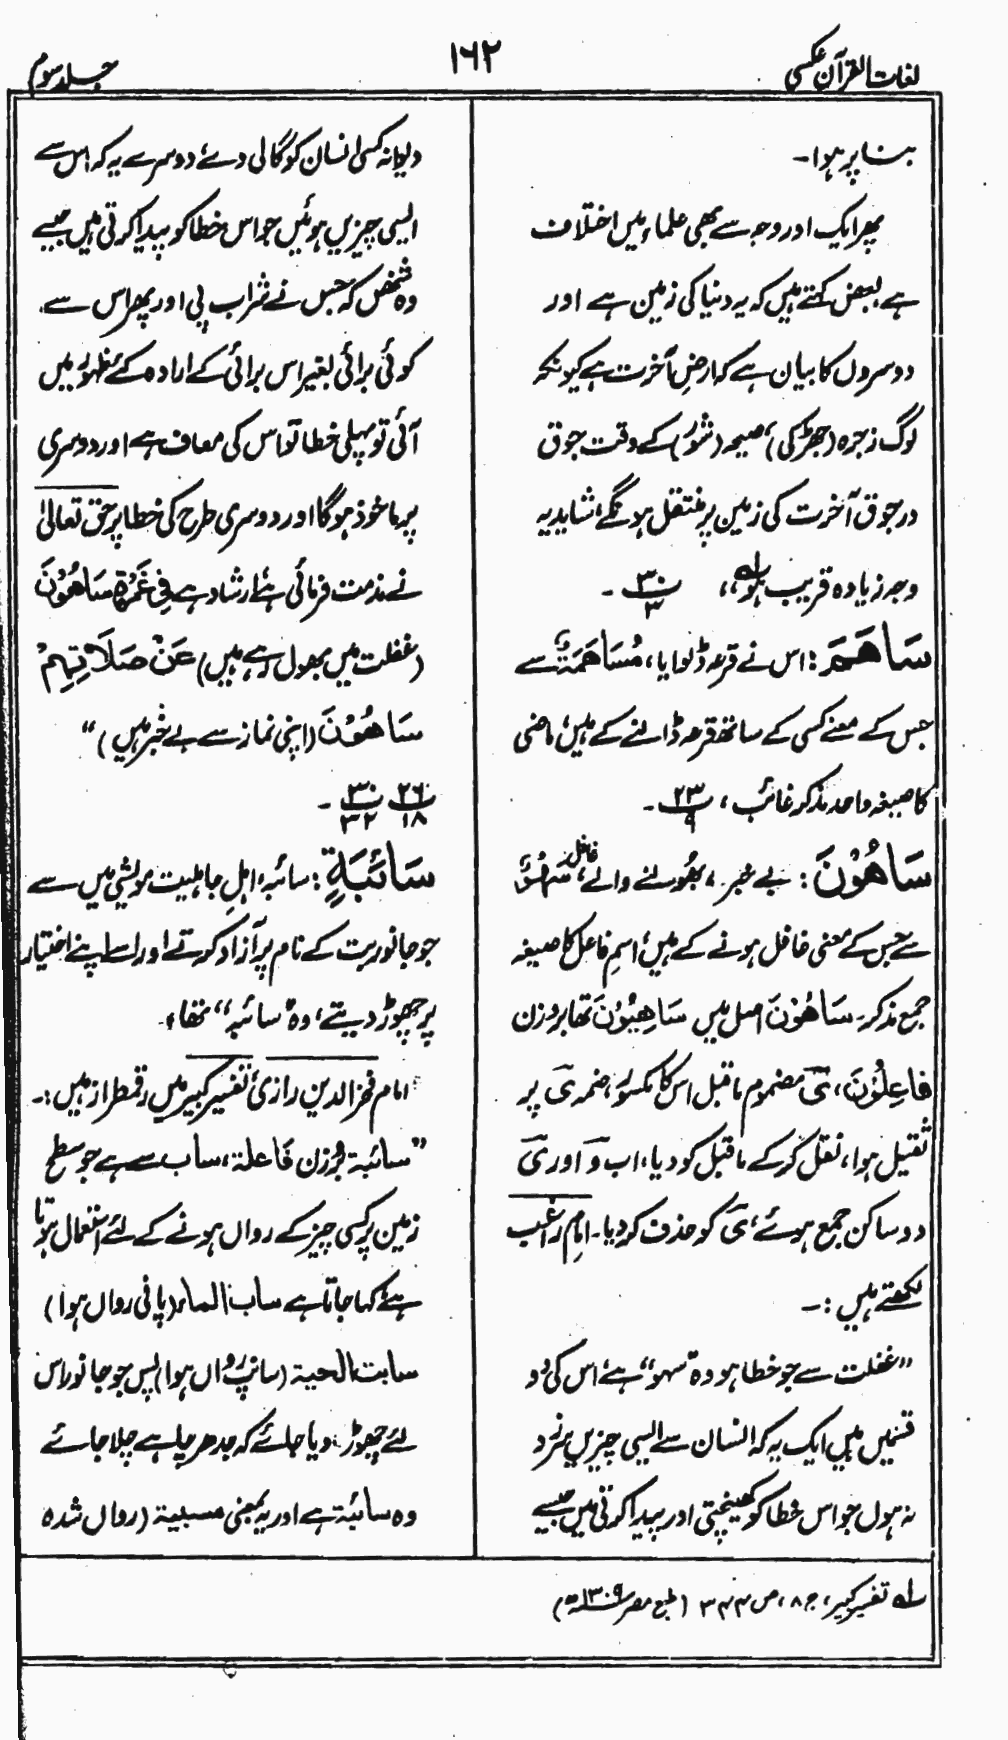 لغات القرآن عکسی
۱۶۲
جلد سوم
بنا پر ہوا۔
پھر ایک اور وجہ سے بھی علماء میں اختلاف
ہے بعض کہتے ہیں کہ یہ دنیا کی زمین ہے اور
دوسروں کا بیان ہے کہ ارضِ آخرت ہے کیونکہ
لوگ زجرہ (جھڑکی)، صیحہ (شور) کے وقت جوق
در جوق آخرت کی زمین پر منتقل ہونگے، شاید یہ
وجہ زیادہ قریب ہو لہ،، ۳۰/۳ ۔
سَاهَمَ : اس نے قرعہ ڈلوایا، مُسَاهَمَةٌ سے
جس کے معنے کسی کے ساتھ قرعہ ڈالنے کے ہیں، ماضی
کا صیغہ واحد مذکر غائب، ۲۳/۹ ۔
سَاهُوْنَ : بے خبر، بھولنے والے، غافل سَهْوٌ
سے جس کے معنی غافل ہونے کے ہیں، اسم فاعل کا صیغہ
جمع مذکر۔ سَاهُوْنَ اصل میں سَاهِیُوْنَ تھا بروزن
فَاعِلُوْنَ، ی مضموم ماقبل اس کا مکسور، ضمہ ی پر
ثقیل ہوا، نقل کر کے ماقبل کو دیا، اب و اور ی
دو ساکن جمع ہوئے، ی کو حذف کر دیا۔ امام راغب
لکھتے ہیں :۔
”غفلت سے جو خطا ہو وہ ”سہو“ ہے، اس کی دو
قسمیں ہیں ایک یہ کہ انسان سے ایسی چیزیں سرزد
نہ ہوں جو اس خطا کو کھینچتی اور پیدا کرتی ہیں جیسے
دیوانہ کسی انسان کو گالی دے، دوسرے یہ کہ اس سے
ایسی چیزیں ہوئیں جو اس خطا کو پیدا کرتی ہیں جیسے
وہ شخص کہ جس نے شراب پی اور پھر اس سے
کوئی برائی بغیر اس برائی کے ارادہ کئے ظہور میں
آئی تو پہلی خطا تو اس کی معاف ہے اور دوسری
پر ماخوذ ہوگا اور دوسری طرح کی خطا پر حق تعالیٰ
نے مذمت فرمائی ہے، ارشاد ہے فِیْ غَمْرَةٍ سَاهُوْنَ
(غفلت میں بھول رہے ہیں) عَنْ صَلَاتِهِمْ
سَاهُوْنَ (اپنی نماز سے بے خبر ہیں)“
۲۶/۱۸ ۳۰/۳۲ ۔
سَائِبَةٍ : سائبہ، اہلِ جاہلیت مویشی میں سے
جو جانور بت کے نام پر آزاد کرتے اور اسے اپنے اختیار
پر چھوڑ دیتے، وہ ”سائبہ“ تھا،
امام فخر الدین رازی تفسیر کبیر میں رقمطراز ہیں :۔
”سائبة بروزن فاعلة، ساب سے ہے جو سطح
زمین پر کسی چیز کے رواں ہونے کے لئے استعمال ہوتا
ہے، کہا جاتا ہے ساب الماء (پانی رواں ہوا)
سابت الحیة (سانپ رواں ہوا) پس جو جانور اس
لئے چھوڑ دیا جائے کہ جدھر چاہے چلا جائے
وہ سائبة ہے اور یہ بمعنی مسیبة (رواں شدہ
لہ تفسیر کبیر، ج ۸، ص ۳۴۴ (طبع مصر ۱۳۰۹ھ)